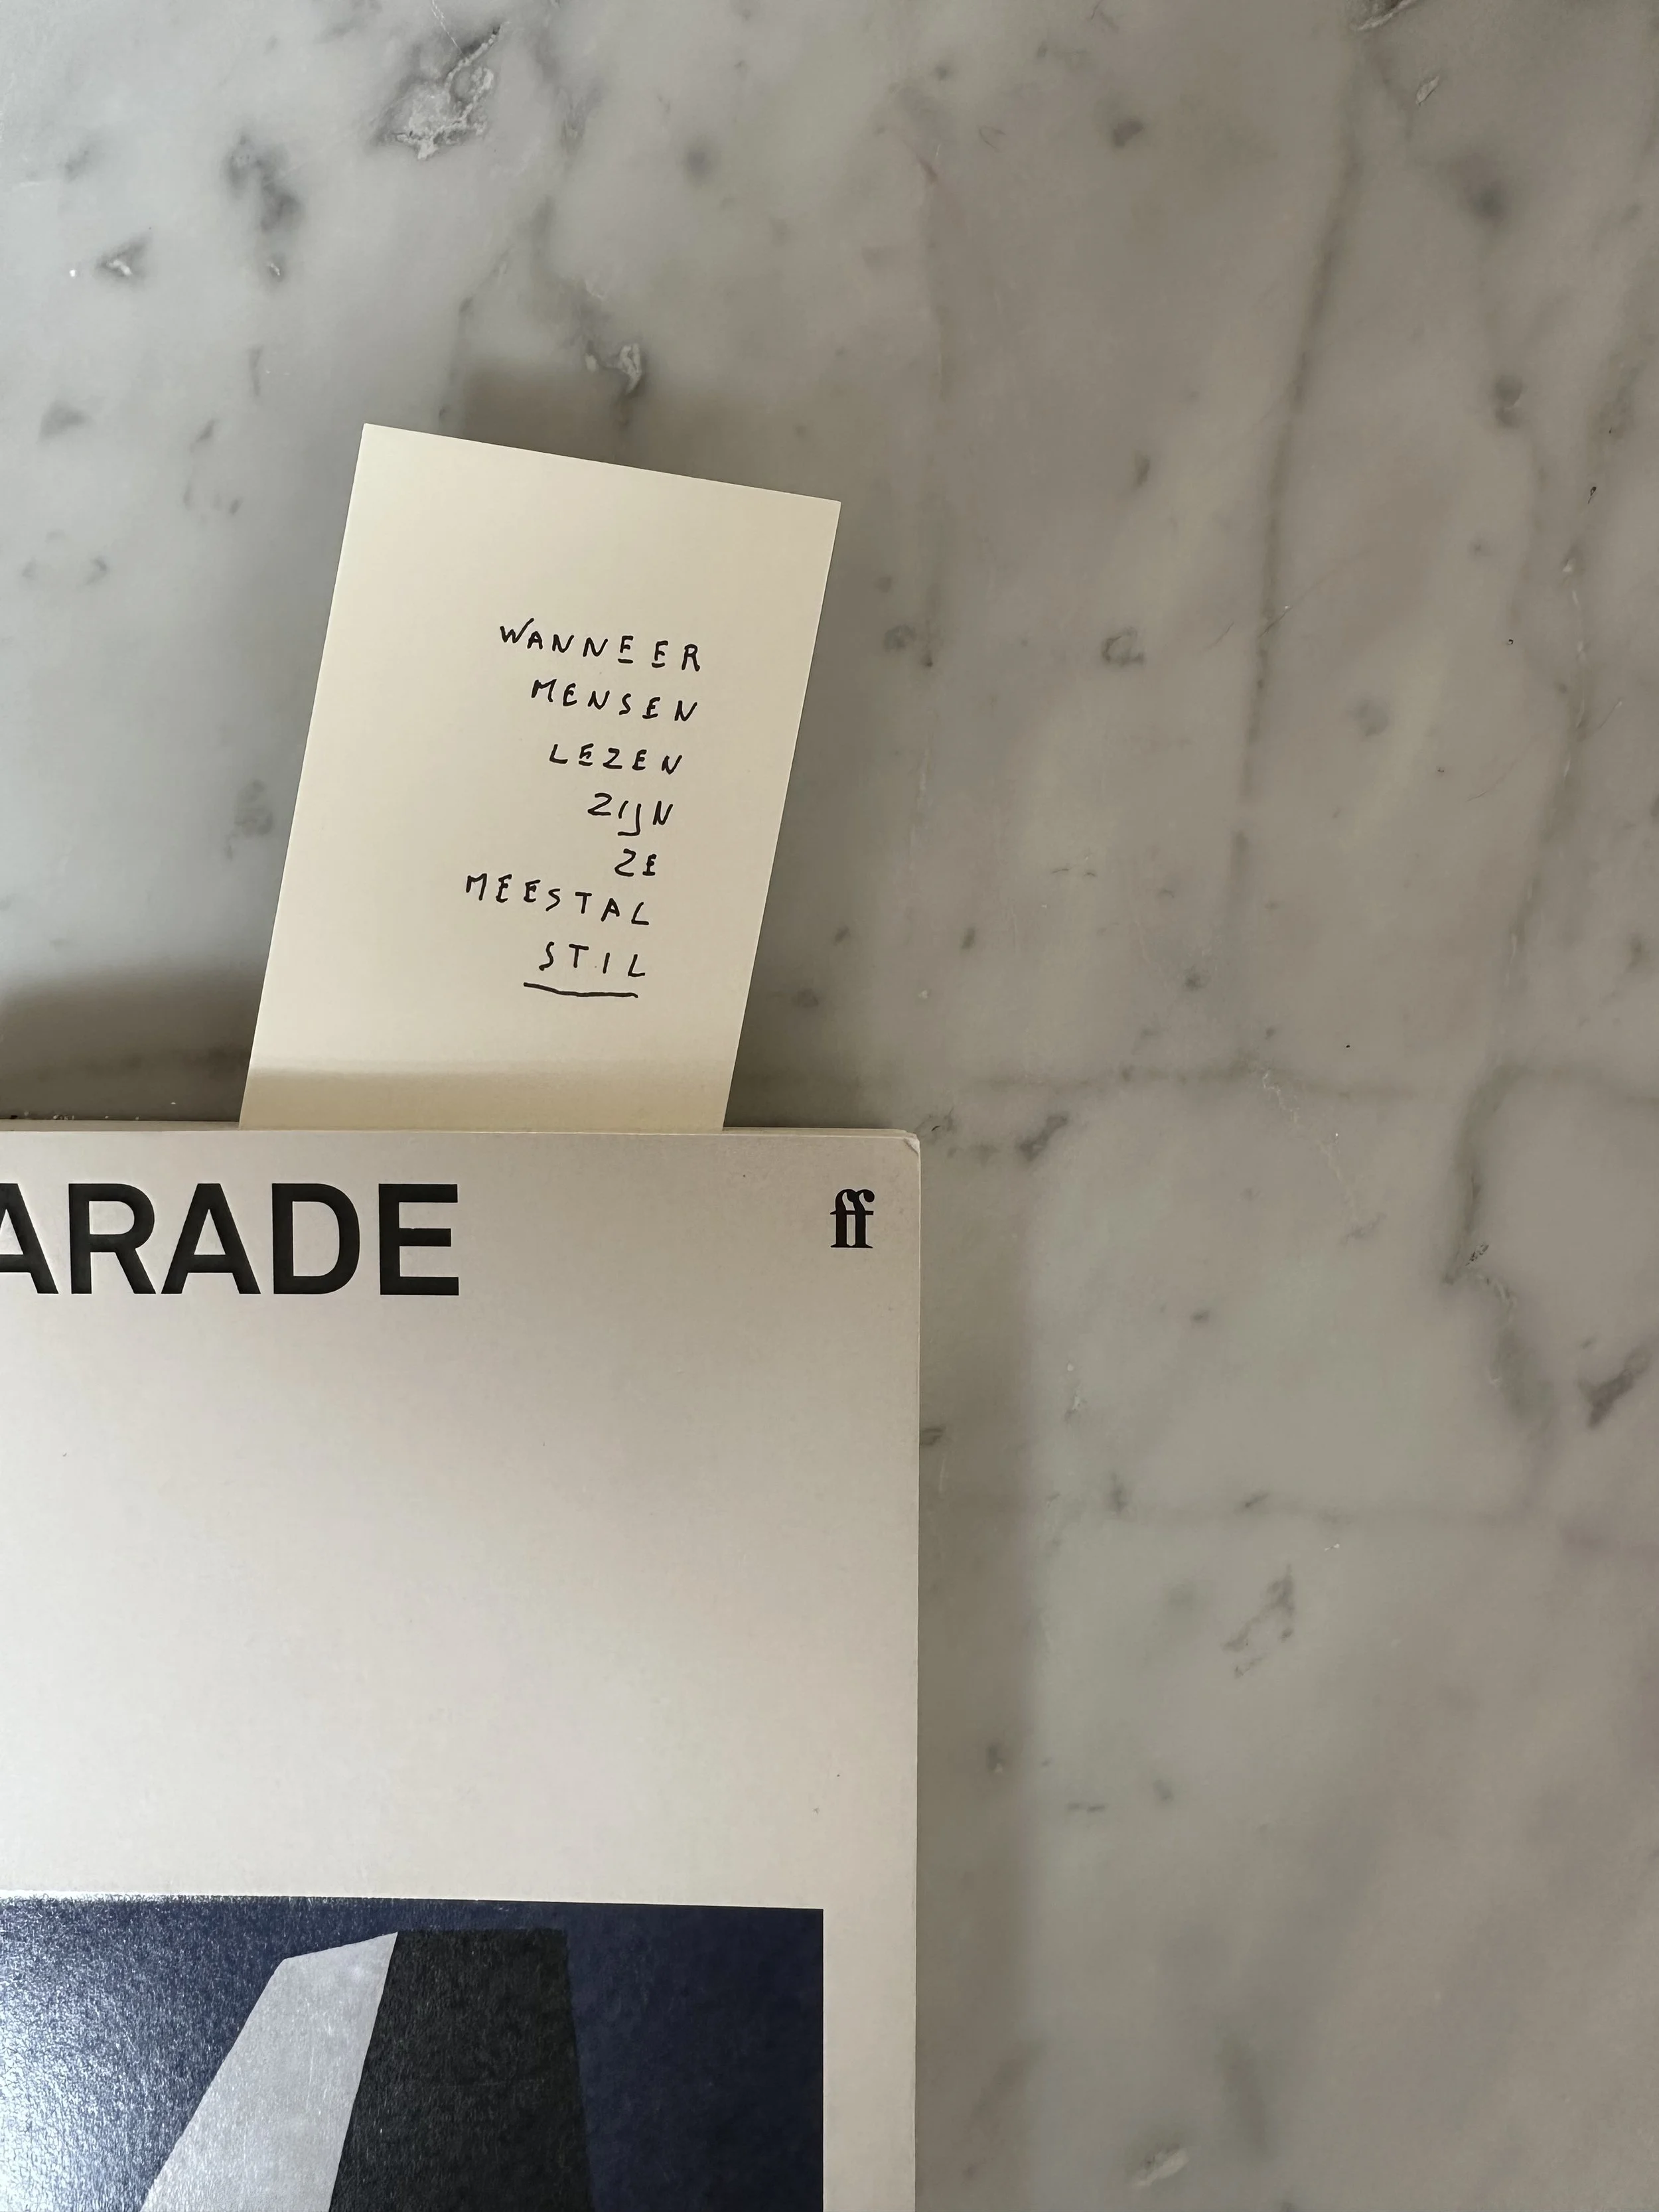 WANNEER
MENSEN
LEZEN
ZIJN
ZE
MEESTAL
STIL
ARADE
ff